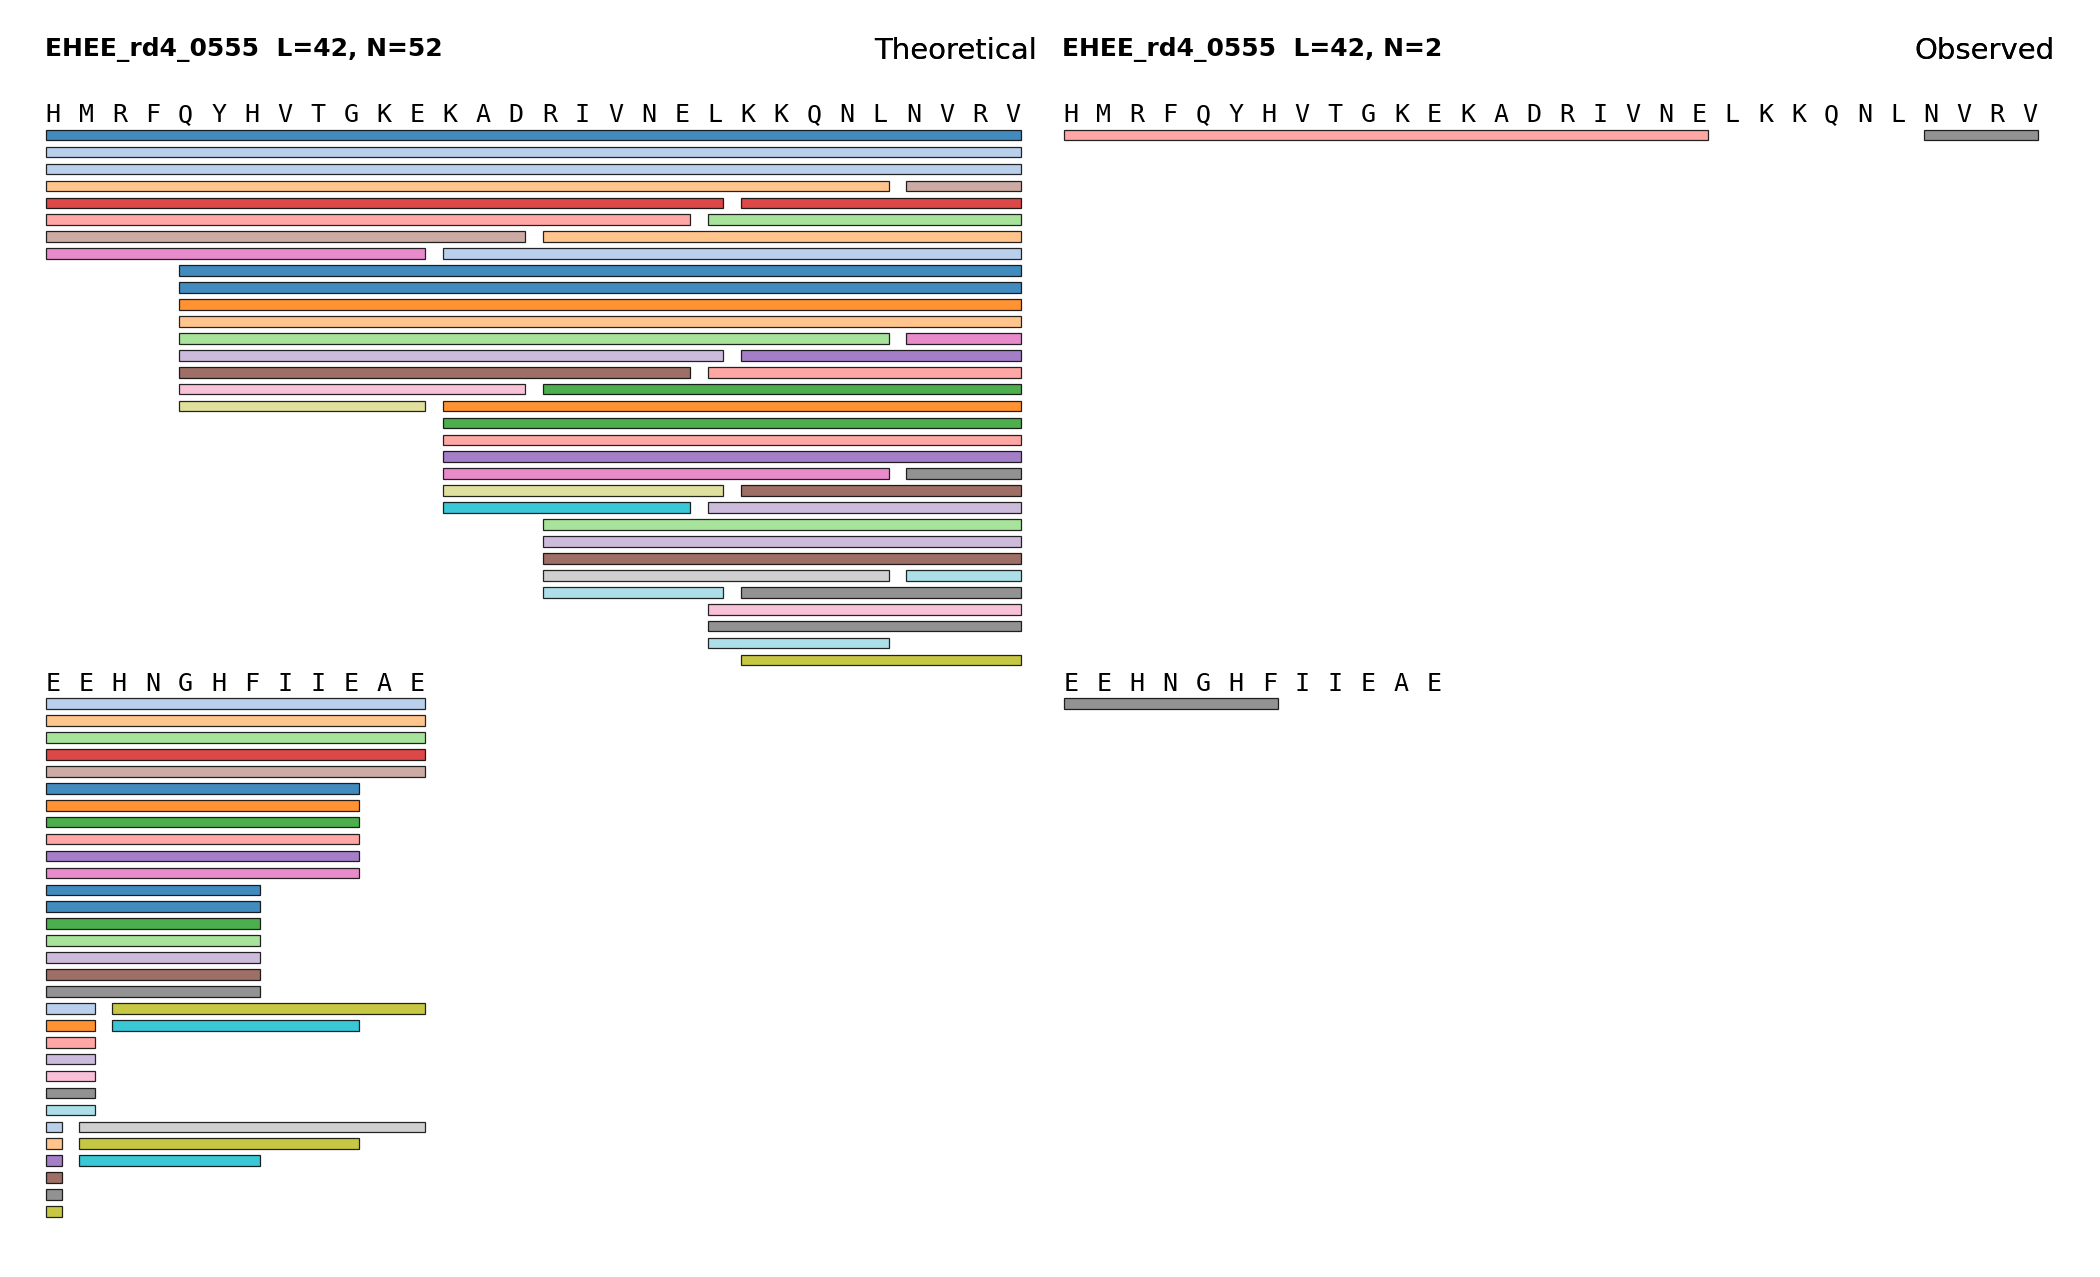 EHEE_rd4_0555 L=42, N=52 Theoretical
H M R F Q Y H V T G K E K A D R I V N E L K K Q N L N V R V
E E H N G H F I I E A E
EHEE_rd4_0555 L=42, N=2 Observed
H M R F Q Y H V T G K E K A D R I V N E L K K Q N L N V R V
E E H N G H F I I E A E